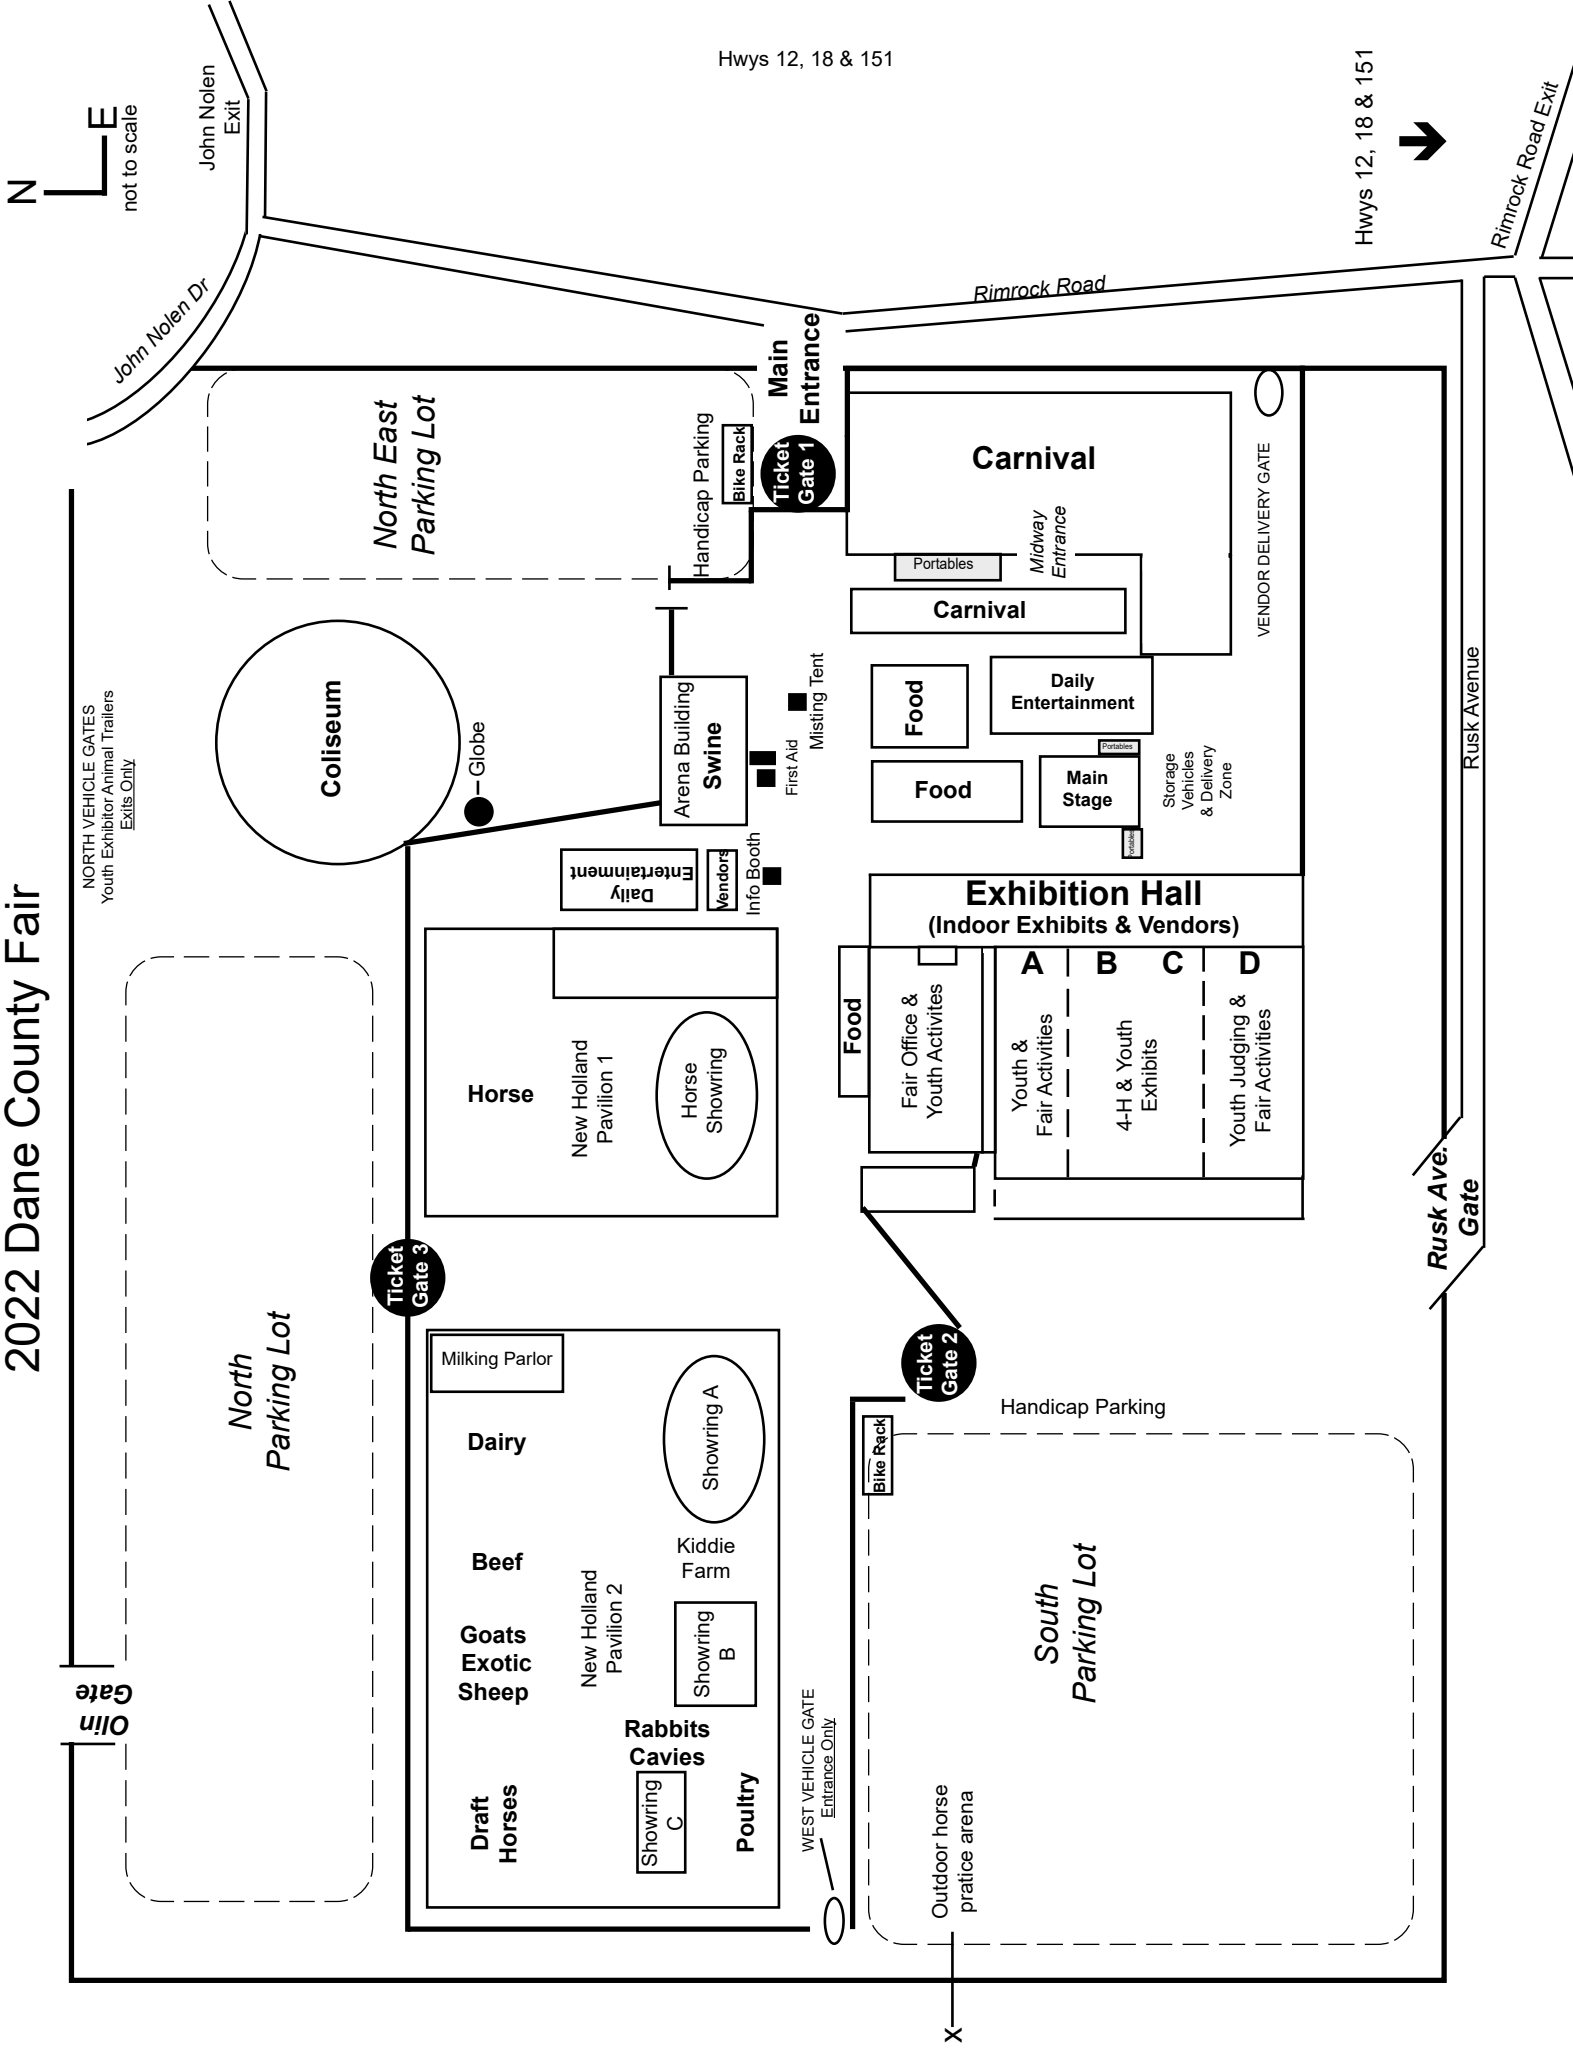 2022 Dane County Fair
N
E
not to scale
John Nolen
Exit
John Nolen Dr
Hwys 12, 18 & 151
Hwys 12, 18 & 151
Rimrock Road Exit
Rimrock Road
NORTH VEHICLE GATES
Youth Exhibitor Animal Trailers
Exits Only
Olin
Gate
North
Parking Lot
North East
Parking Lot
Handicap Parking
Bike Rack
Main
Entrance
Ticket
Gate 1
Coliseum
Globe
Arena Building
Swine
First Aid
Misting Tent
Daily
Entertainment
Vendors
Info Booth
Ticket
Gate 3
Horse
New Holland
Pavilion 1
Horse
Showring
Milking Parlor
Dairy
Showring A
Beef
Kiddie
Farm
Goats
Exotic
Sheep
New Holland
Pavilion 2
Showring
B
Rabbits
Cavies
Draft
Horses
Showring
C
Poultry
WEST VEHICLE GATE
Entrance Only
Carnival
Portables
Midway
Entrance
Carnival
VENDOR DELIVERY GATE
Food
Daily
Entertainment
Food
Main
Stage
Portables
Portables
Storage
Vehicles
& Delivery
Zone
Exhibition Hall
(Indoor Exhibits & Vendors)
Food
Fair Office &
Youth Activites
A
Youth &
Fair Activities
B
C
4-H & Youth
Exhibits
D
Youth Judging &
Fair Activities
Ticket
Gate 2
Bike Rack
Handicap Parking
South
Parking Lot
Outdoor horse
pratice arena
X
Rusk Ave.
Gate
Rusk Avenue